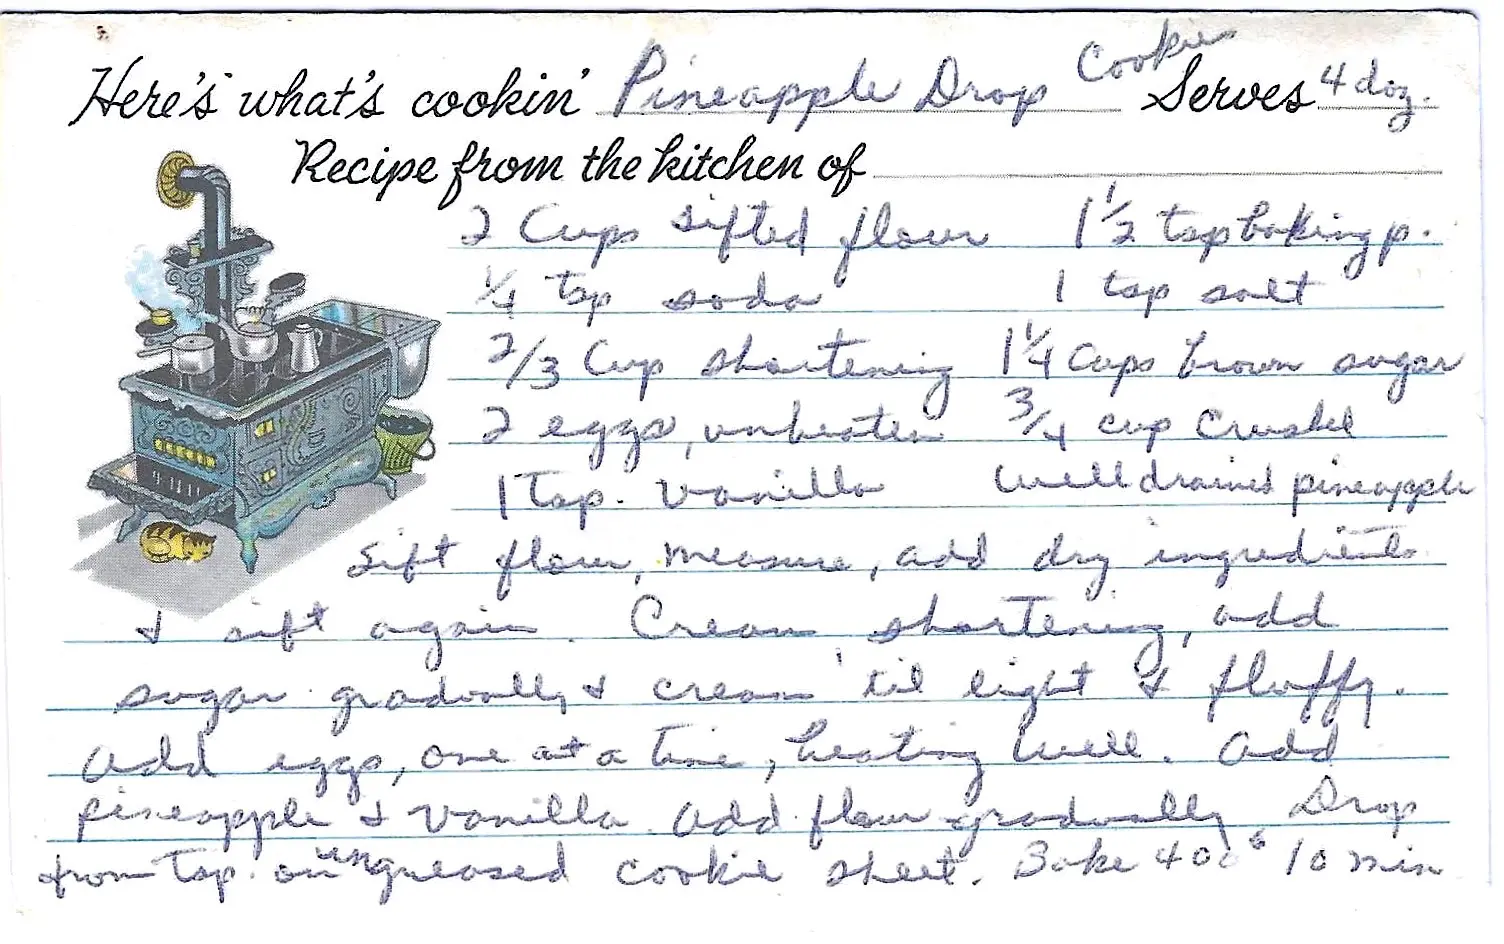 Here's what's cookin' Pineapple Drop Cookies Serves 4 doz.
Recipe from the kitchen of
2 Cups sifted flour 1 1/2 tsp baking p.
1/4 tsp soda 1 tsp salt
2/3 Cup shortening 1 1/4 Cups brown sugar
2 eggs, unbeaten 3/4 cup Crushed
1 Tsp. Vanilla well drained pineapple
Sift flour, measure, add dry ingredients
& sift again. Cream shortening, add
sugar gradually & cream 'til light & fluffy.
Add eggs, one at a time, beating well. Add
pineapple & vanilla. Add flour gradually Drop
from Tsp. on ungreased cookie sheet. Bake 400° 10 min